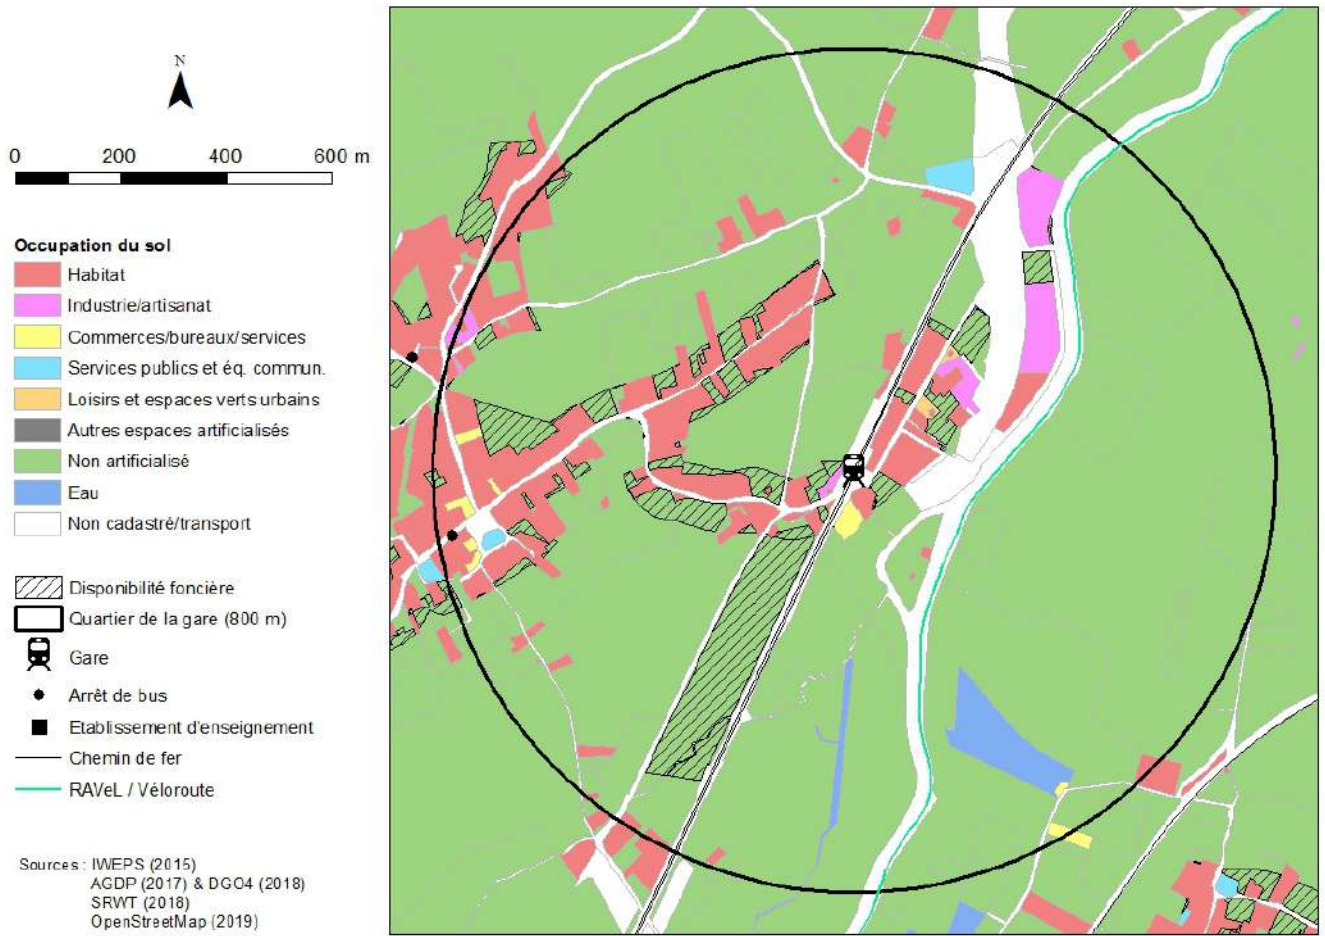 N
0 200 400 600 m
Occupation du sol
Habitat
Industrie/artisanat
Commerces/bureaux/services
Services publics et éq. commun.
Loisirs et espaces verts urbains
Autres espaces artificialisés
Non artificialisé
Eau
Non cadastré/transport
Disponibilité foncière
Quartier de la gare (800 m)
Gare
Arrêt de bus
Etablissement d'enseignement
Chemin de fer
RAVeL / Véloroute
Sources : IWEPS (2015)
AGDP (2017) & DGO4 (2018)
SRWT (2018)
OpenStreetMap (2019)